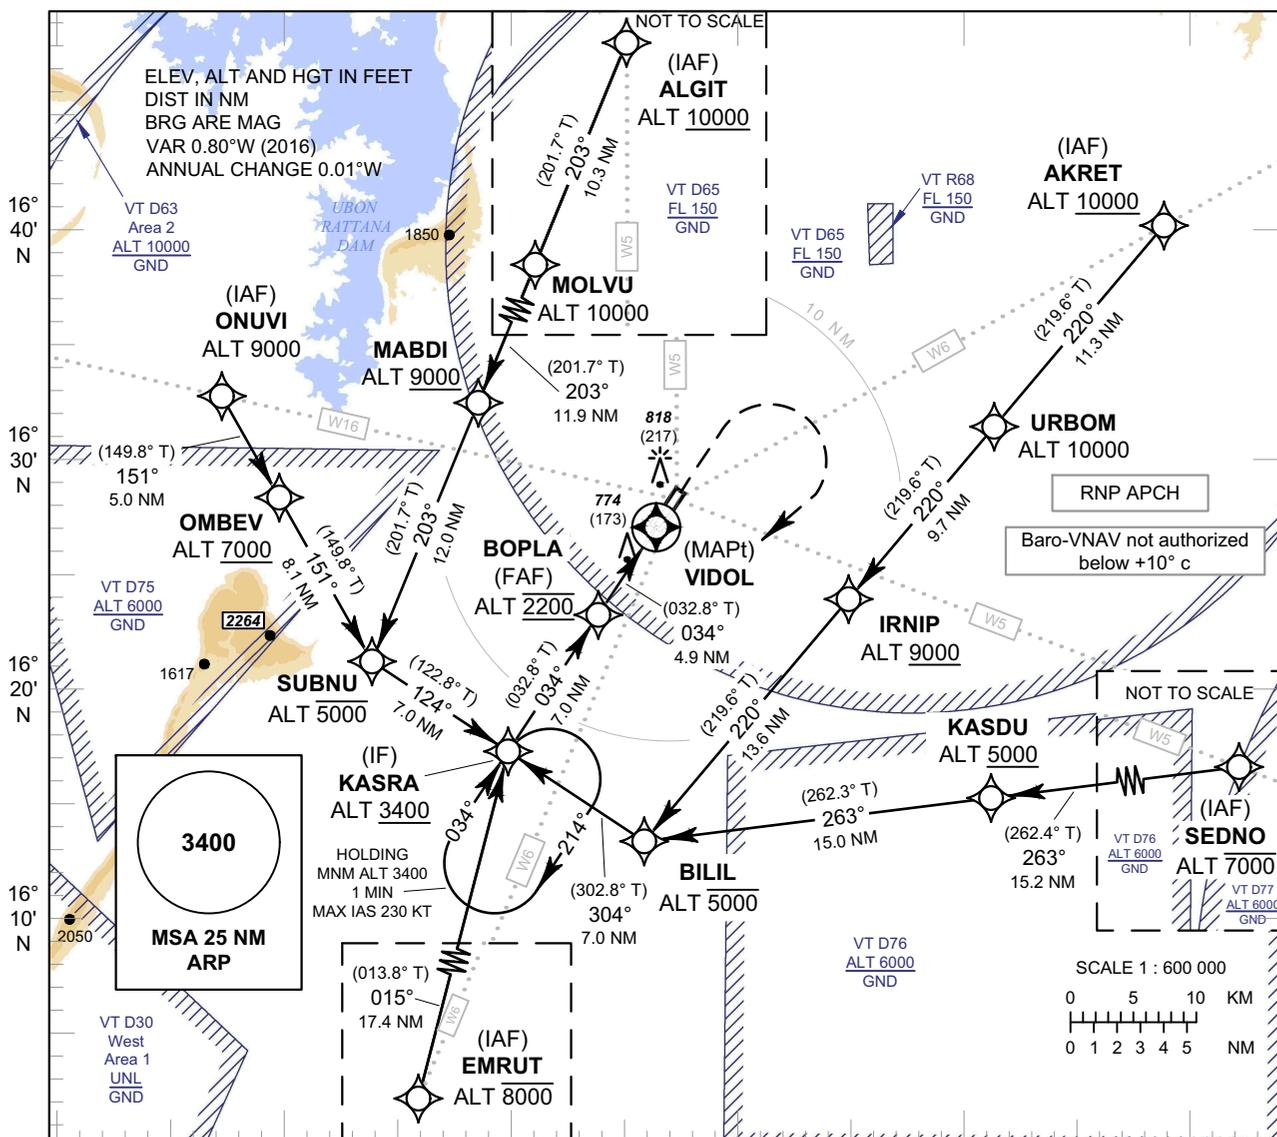 NOT TO SCALE
ELEV, ALT AND HGT IN FEET
DIST IN NM
BRG ARE MAG
VAR 0.80°W (2016)
ANNUAL CHANGE 0.01°W
(IAF)
ALGIT
ALT 10000
(201.7° T)
203°
10.3 NM
(IAF)
AKRET
ALT 10000
VT D63
Area 2
ALT 10000
GND
UBON
RATTANA
DAM
1850
VT D65
FL 150
GND
VT R68
FL 150
GND
VT D65
FL 150
GND
16°
40'
N
W5
MOLVU
ALT 10000
(IAF)
ONUVI
ALT 9000
MABDI
ALT 9000
10 NM
W6
W5
(219.6° T)
220°
11.3 NM
(201.7° T)
203°
11.9 NM
W16
818
(217)
URBOM
ALT 10000
16°
30'
N
(149.8° T)
151°
5.0 NM
(219.6° T)
220°
9.7 NM
RNP APCH
774
(173)
OMBEV
ALT 7000
(201.7° T)
203°
12.0 NM
Baro-VNAV not authorized
below +10° c
BOPLA
(FAF)
ALT 2200
(MAPt)
VIDOL
(149.8° T)
151°
8.1 NM
VT D75
ALT 6000
GND
(032.8° T)
034°
4.9 NM
IRNIP
ALT 9000
W5
2264
1617
16°
20'
N
SUBNU
ALT 5000
(122.8° T)
124°
7.0 NM
(032.8° T)
034°
7.0 NM
(219.6° T)
220°
13.6 NM
NOT TO SCALE
KASDU
ALT 5000
W5
(IF)
KASRA
ALT 3400
(262.3° T)
263°
15.0 NM
(IAF)
SEDNO
ALT 7000
3400
MSA 25 NM
ARP
034°
214°
HOLDING
MNM ALT 3400
1 MIN
MAX IAS 230 KT
W6
(262.4° T)
263°
15.2 NM
VT D76
ALT 6000
GND
BILIL
ALT 5000
(302.8° T)
304°
7.0 NM
VT D77
ALT 6000
GND
16°
10'
N
2050
VT D76
ALT 6000
GND
(013.8° T)
015°
17.4 NM
W6
SCALE 1 : 600 000
0 5 10 KM
0 1 2 3 4 5 NM
VT D30
West
Area 1
UNL
GND
(IAF)
EMRUT
ALT 8000